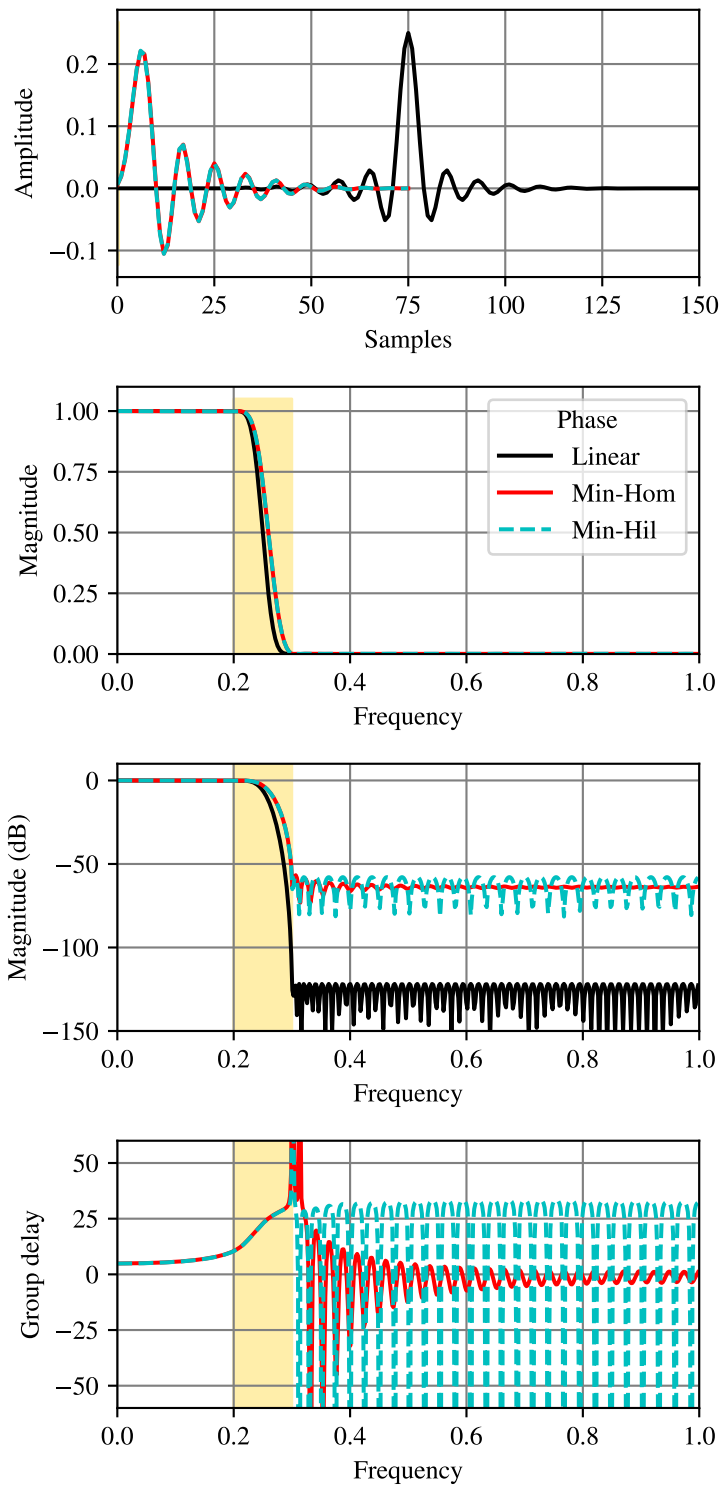 0.2
0.1
0.0
−0.1
Amplitude
0 25 50 75 100 125 150
Samples
1.00
0.75
0.50
0.25
0.00
Magnitude
Phase
Linear
Min-Hom
Min-Hil
0.0 0.2 0.4 0.6 0.8 1.0
Frequency
0
−50
−100
−150
Magnitude (dB)
0.0 0.2 0.4 0.6 0.8 1.0
Frequency
50
25
0
−25
−50
Group delay
0.0 0.2 0.4 0.6 0.8 1.0
Frequency